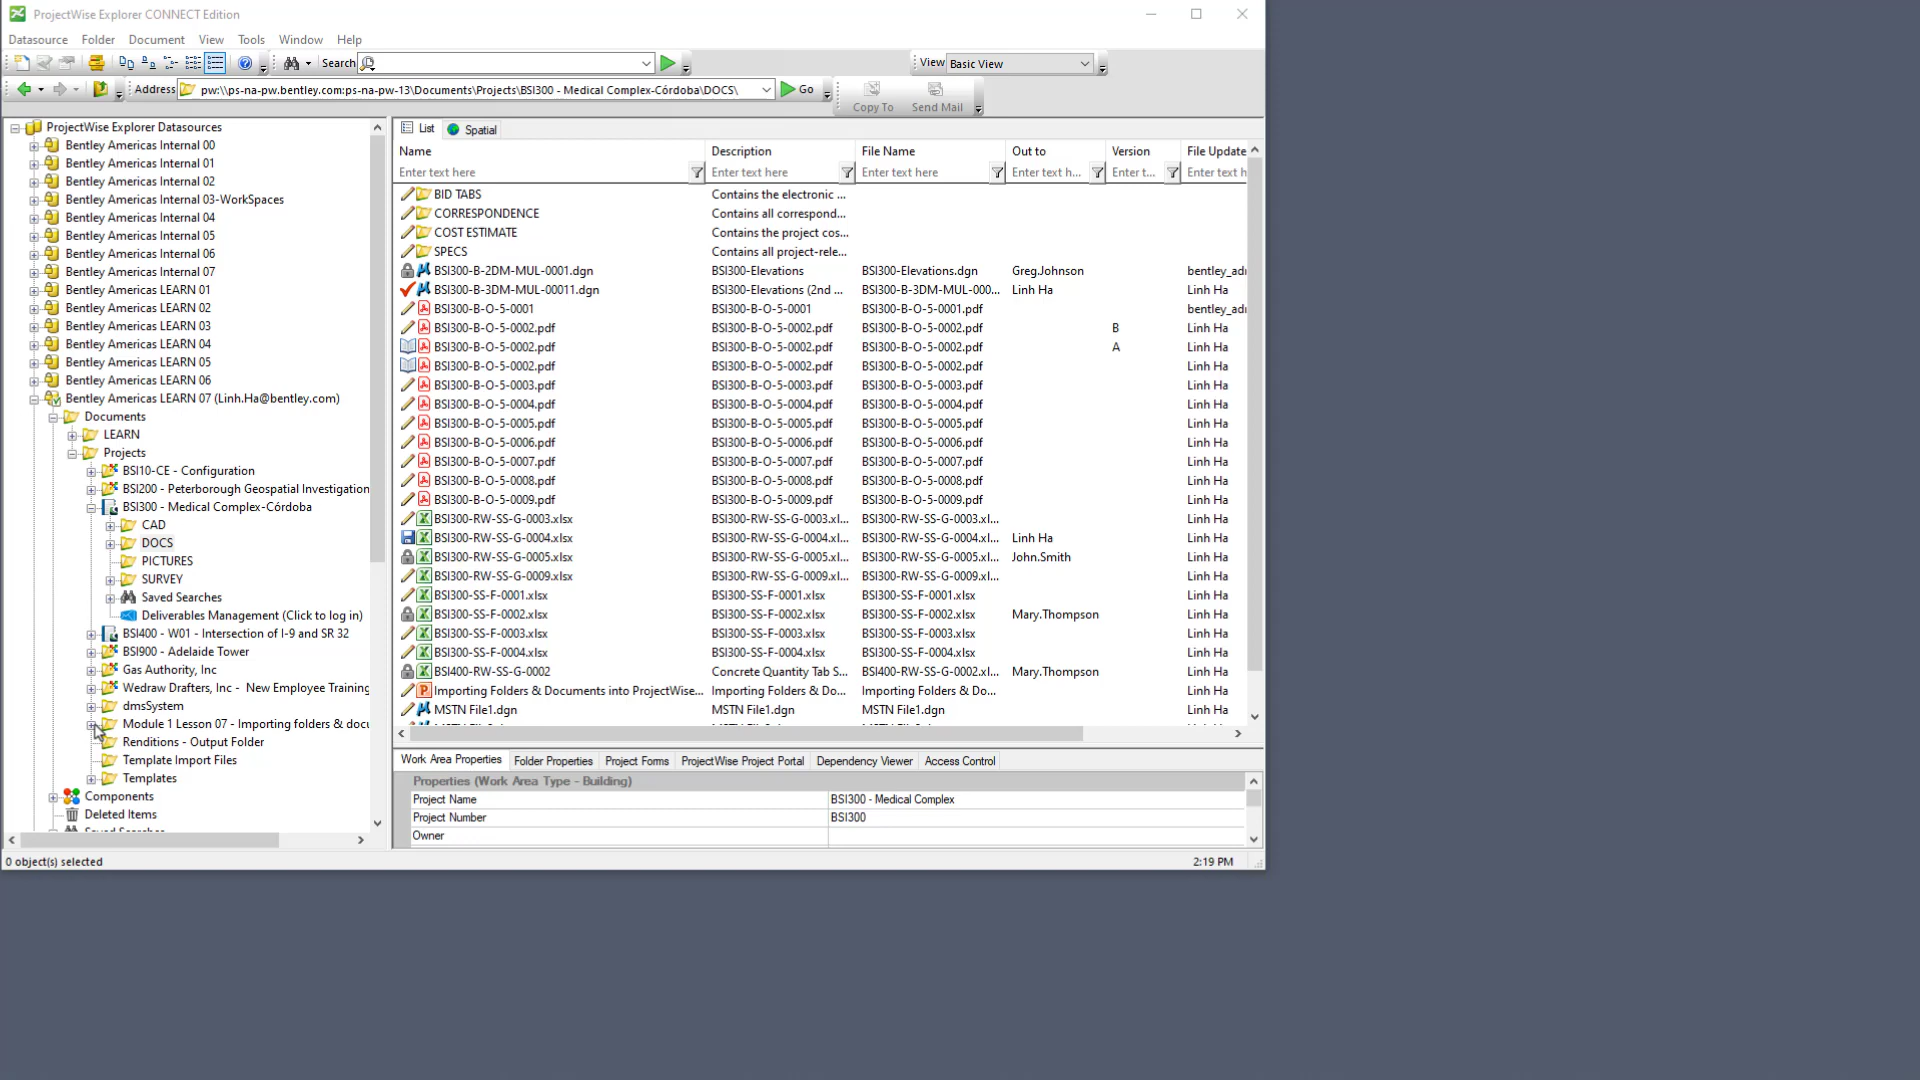 ProjectWise Explorer CONNECT Edition
Datasource Folder Document View Tools Window Help
Search View Basic View
Address pw:\\ps-na-pw.bentley.com:ps-na-pw-13\Documents\Projects\BSI300 - Medical Complex-Córdoba\DOCS\ Go Copy To Send Mail
ProjectWise Explorer Datasources
Bentley Americas Internal 00
Bentley Americas Internal 01
Bentley Americas Internal 02
Bentley Americas Internal 03-WorkSpaces
Bentley Americas Internal 04
Bentley Americas Internal 05
Bentley Americas Internal 06
Bentley Americas Internal 07
Bentley Americas LEARN 01
Bentley Americas LEARN 02
Bentley Americas LEARN 03
Bentley Americas LEARN 04
Bentley Americas LEARN 05
Bentley Americas LEARN 06
Bentley Americas LEARN 07 (Linh.Ha@bentley.com)
Documents
LEARN
Projects
BSI10-CE - Configuration
BSI200 - Peterborough Geospatial Investigation
BSI300 - Medical Complex-Córdoba
CAD
DOCS
PICTURES
SURVEY
Saved Searches
Deliverables Management (Click to log in)
BSI400 - W01 - Intersection of I-9 and SR 32
BSI900 - Adelaide Tower
Gas Authority, Inc
Wedraw Drafters, Inc - New Employee Training
dmsSystem
Module 1 Lesson 07 - Importing folders & docu
Renditions - Output Folder
Template Import Files
Templates
Components
Deleted Items
List Spatial
Name Description File Name Out to Version File Update
Enter text here Enter text here Enter text here Enter text h... Enter t... Enter text h
BID TABS Contains the electronic ...
CORRESPONDENCE Contains all correspond...
COST ESTIMATE Contains the project cos...
SPECS Contains all project-rele...
BSI300-B-2DM-MUL-0001.dgn BSI300-Elevations BSI300-Elevations.dgn Greg.Johnson bentley_adı
BSI300-B-3DM-MUL-00011.dgn BSI300-Elevations (2nd ... BSI300-B-3DM-MUL-000... Linh Ha Linh Ha
BSI300-B-O-5-0001 BSI300-B-O-5-0001 BSI300-B-O-5-0001.pdf bentley_adı
BSI300-B-O-5-0002.pdf BSI300-B-O-5-0002.pdf BSI300-B-O-5-0002.pdf B Linh Ha
BSI300-B-O-5-0002.pdf BSI300-B-O-5-0002.pdf BSI300-B-O-5-0002.pdf A Linh Ha
BSI300-B-O-5-0002.pdf BSI300-B-O-5-0002.pdf BSI300-B-O-5-0002.pdf Linh Ha
BSI300-B-O-5-0003.pdf BSI300-B-O-5-0003.pdf BSI300-B-O-5-0003.pdf Linh Ha
BSI300-B-O-5-0004.pdf BSI300-B-O-5-0004.pdf BSI300-B-O-5-0004.pdf Linh Ha
BSI300-B-O-5-0005.pdf BSI300-B-O-5-0005.pdf BSI300-B-O-5-0005.pdf Linh Ha
BSI300-B-O-5-0006.pdf BSI300-B-O-5-0006.pdf BSI300-B-O-5-0006.pdf Linh Ha
BSI300-B-O-5-0007.pdf BSI300-B-O-5-0007.pdf BSI300-B-O-5-0007.pdf Linh Ha
BSI300-B-O-5-0008.pdf BSI300-B-O-5-0008.pdf BSI300-B-O-5-0008.pdf Linh Ha
BSI300-B-O-5-0009.pdf BSI300-B-O-5-0009.pdf BSI300-B-O-5-0009.pdf Linh Ha
BSI300-RW-SS-G-0003.xlsx BSI300-RW-SS-G-0003.xl... BSI300-RW-SS-G-0003.xl... Linh Ha
BSI300-RW-SS-G-0004.xlsx BSI300-RW-SS-G-0004.xl... BSI300-RW-SS-G-0004.xl... Linh Ha Linh Ha
BSI300-RW-SS-G-0005.xlsx BSI300-RW-SS-G-0005.xl... BSI300-RW-SS-G-0005.xl... John.Smith Linh Ha
BSI300-RW-SS-G-0009.xlsx BSI300-RW-SS-G-0009.xl... BSI300-RW-SS-G-0009.xl... Linh Ha
BSI300-SS-F-0001.xlsx BSI300-SS-F-0001.xlsx BSI300-SS-F-0001.xlsx Linh Ha
BSI300-SS-F-0002.xlsx BSI300-SS-F-0002.xlsx BSI300-SS-F-0002.xlsx Mary.Thompson Linh Ha
BSI300-SS-F-0003.xlsx BSI300-SS-F-0003.xlsx BSI300-SS-F-0003.xlsx Linh Ha
BSI300-SS-F-0004.xlsx BSI300-SS-F-0004.xlsx BSI300-SS-F-0004.xlsx Linh Ha
BSI400-RW-SS-G-0002 Concrete Quantity Tab S... BSI400-RW-SS-G-0002.xl... Mary.Thompson Linh Ha
Importing Folders & Documents into ProjectWise... Importing Folders & Do... Importing Folders & Do... Linh Ha
MSTN File1.dgn MSTN File1.dgn MSTN File1.dgn Linh Ha
Work Area Properties Folder Properties Project Forms ProjectWise Project Portal Dependency Viewer Access Control
Properties (Work Area Type - Building)
Project Name BSI300 - Medical Complex
Project Number BSI300
Owner
0 object(s) selected 2:19 PM